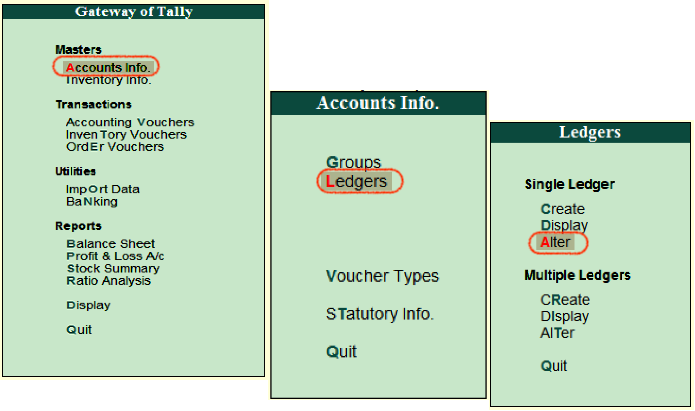 Gateway of Tally
Masters
Accounts Info.
Inventory Info.
Transactions
Accounting Vouchers
InvenTory Vouchers
OrdEr Vouchers
Utilities
ImpOrt Data
BaNking
Reports
Balance Sheet
Profit & Loss A/c
Stock Summary
Ratio Analysis
Display
Quit
Accounts Info.
Groups
Ledgers
Voucher Types
STatutory Info.
Quit
Ledgers
Single Ledger
Create
Display
Alter
Multiple Ledgers
CReate
DIsplay
AlTer
Quit